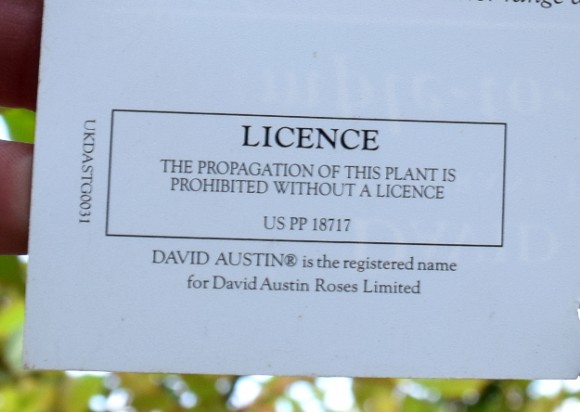 range
LICENCE
THE PROPAGATION OF THIS PLANT IS
PROHIBITED WITHOUT A LICENCE
US PP 18717
DAVID AUSTIN® is the registered name
for David Austin Roses Limited
UKDASTG0031